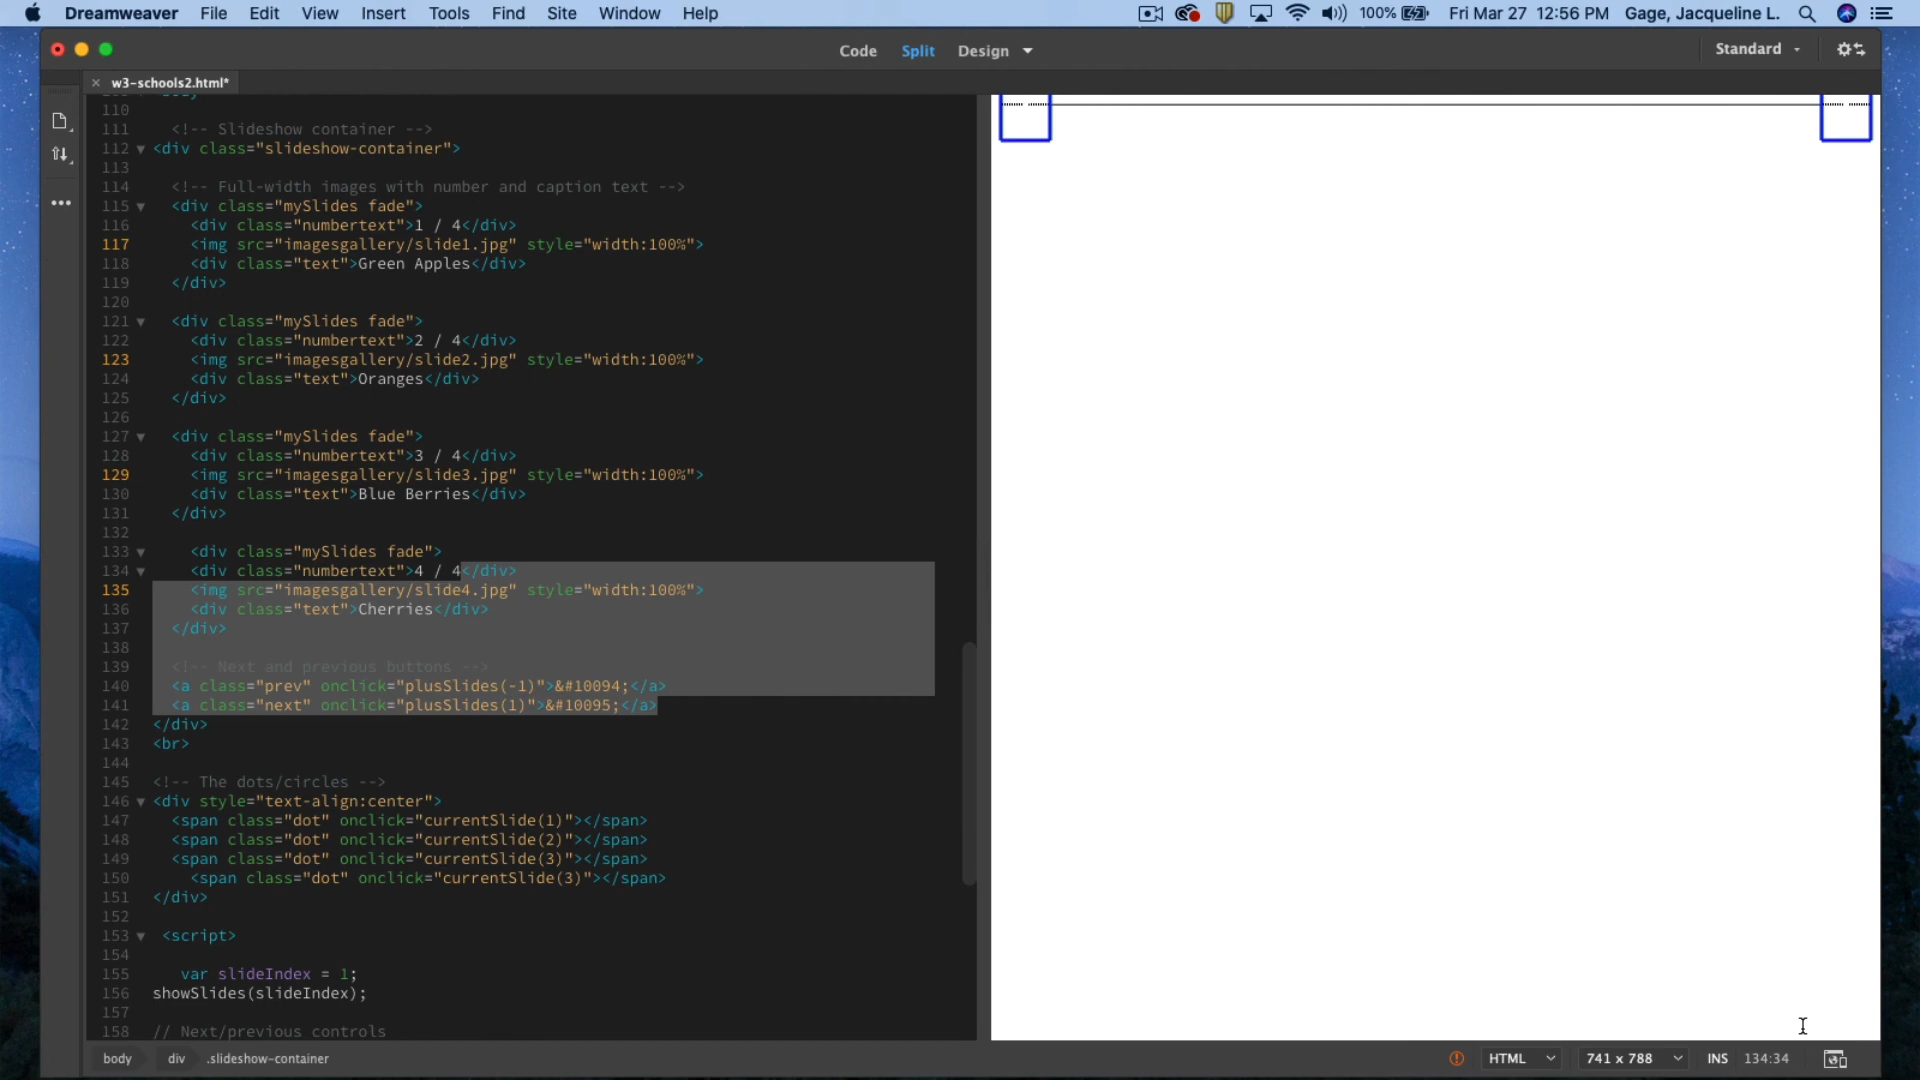 Dreamweaver File Edit View Insert Tools Find Site Window Help 100% Fri Mar 27 12:56 PM Gage, Jacqueline L.
Code Split Design Standard
w3-schools2.html*
110
111 <!-- Slideshow container -->
112 <div class="slideshow-container">
113
114 <!-- Full-width images with number and caption text -->
115 <div class="mySlides fade">
116 <div class="numbertext">1 / 4</div>
117 <img src="imagesgallery/slide1.jpg" style="width:100%">
118 <div class="text">Green Apples</div>
119 </div>
120
121 <div class="mySlides fade">
122 <div class="numbertext">2 / 4</div>
123 <img src="imagesgallery/slide2.jpg" style="width:100%">
124 <div class="text">Oranges</div>
125 </div>
126
127 <div class="mySlides fade">
128 <div class="numbertext">3 / 4</div>
129 <img src="imagesgallery/slide3.jpg" style="width:100%">
130 <div class="text">Blue Berries</div>
131 </div>
132
133 <div class="mySlides fade">
134 <div class="numbertext">4 / 4</div>
135 <img src="imagesgallery/slide4.jpg" style="width:100%">
136 <div class="text">Cherries</div>
137 </div>
138
139 <!-- Next and previous buttons -->
140 <a class="prev" onclick="plusSlides(-1)">&#10094;</a>
141 <a class="next" onclick="plusSlides(1)">&#10095;</a>
142 </div>
143 <br>
144
145 <!-- The dots/circles -->
146 <div style="text-align:center">
147 <span class="dot" onclick="currentSlide(1)"></span>
148 <span class="dot" onclick="currentSlide(2)"></span>
149 <span class="dot" onclick="currentSlide(3)"></span>
150 <span class="dot" onclick="currentSlide(3)"></span>
151 </div>
152
153 <script>
154
155 var slideIndex = 1;
156 showSlides(slideIndex);
157
158 // Next/previous controls
body div .slideshow-container HTML 741 x 788 INS 134:34